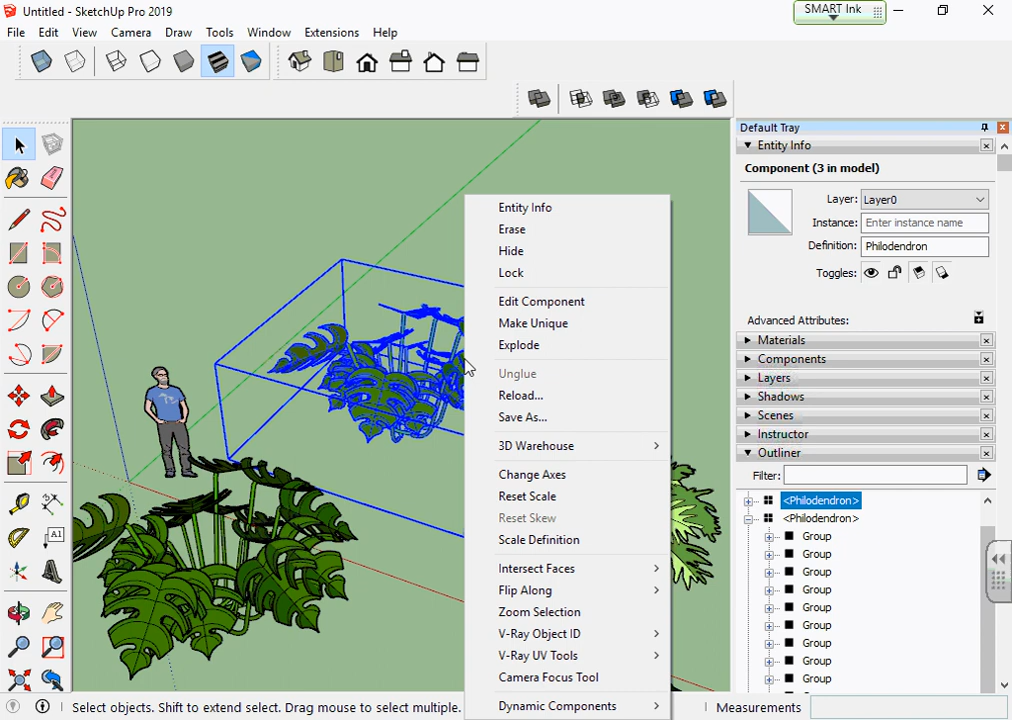 Untitled - SketchUp Pro 2019
SMART Ink
File Edit View Camera Draw Tools Window Extensions Help
Default Tray
Entity Info
Component (3 in model)
Layer: Layer0
Instance: Enter instance name
Definition: Philodendron
Toggles:
Advanced Attributes:
Materials
Components
Layers
Shadows
Scenes
Instructor
Outliner
Filter:
<Philodendron>
<Philodendron>
Group
Group
Group
Group
Group
Group
Group
Group
Group
Entity Info
Erase
Hide
Lock
Edit Component
Make Unique
Explode
Unglue
Reload...
Save As...
3D Warehouse
Change Axes
Reset Scale
Reset Skew
Scale Definition
Intersect Faces
Flip Along
Zoom Selection
V-Ray Object ID
V-Ray UV Tools
Camera Focus Tool
Dynamic Components
A1
Select objects. Shift to extend select. Drag mouse to select multiple.
Measurements